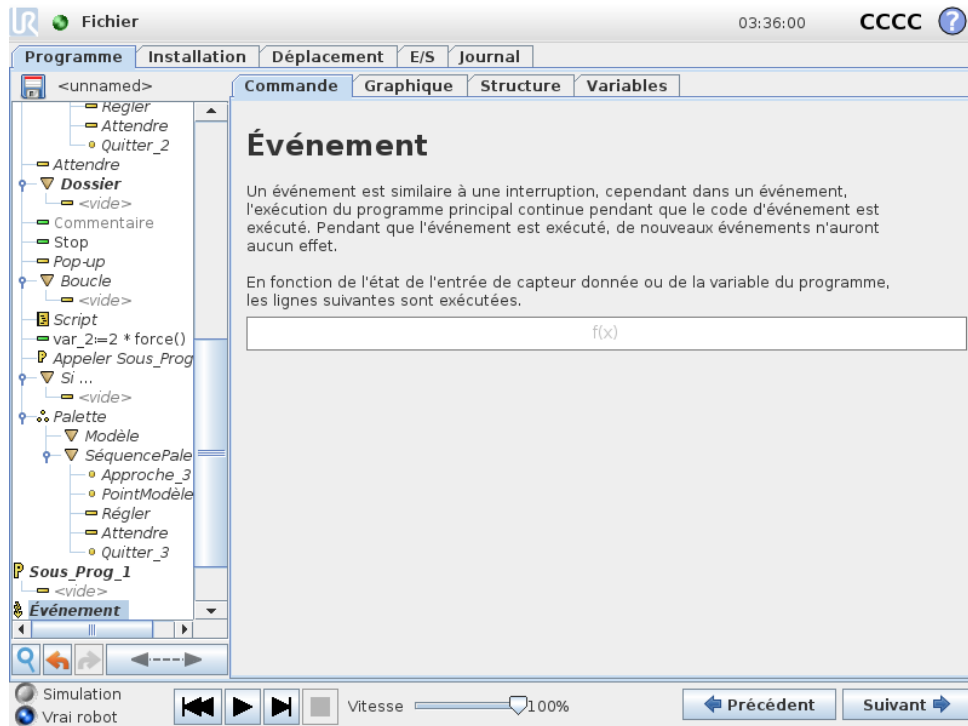 Fichier
03:36:00
CCCC
?
Programme
Installation
Déplacement
E/S
Journal
<unnamed>
Commande
Graphique
Structure
Variables
Régler
Attendre
Quitter_2
Attendre
Dossier
<vide>
Commentaire
Stop
Pop-up
Boucle
<vide>
Script
var_2:=2 * force()
Appeler Sous_Prog
Si ...
<vide>
Palette
Modèle
SéquencePale
Approche_3
PointModèle
Régler
Attendre
Quitter_3
Sous_Prog_1
<vide>
Événement
Événement
Un événement est similaire à une interruption, cependant dans un événement,
l'exécution du programme principal continue pendant que le code d'événement est
exécuté. Pendant que l'événement est exécuté, de nouveaux événements n'auront
aucun effet.
En fonction de l'état de l'entrée de capteur donnée ou de la variable du programme,
les lignes suivantes sont exécutées.
f(x)
Simulation
Vrai robot
Vitesse
100%
Précédent
Suivant